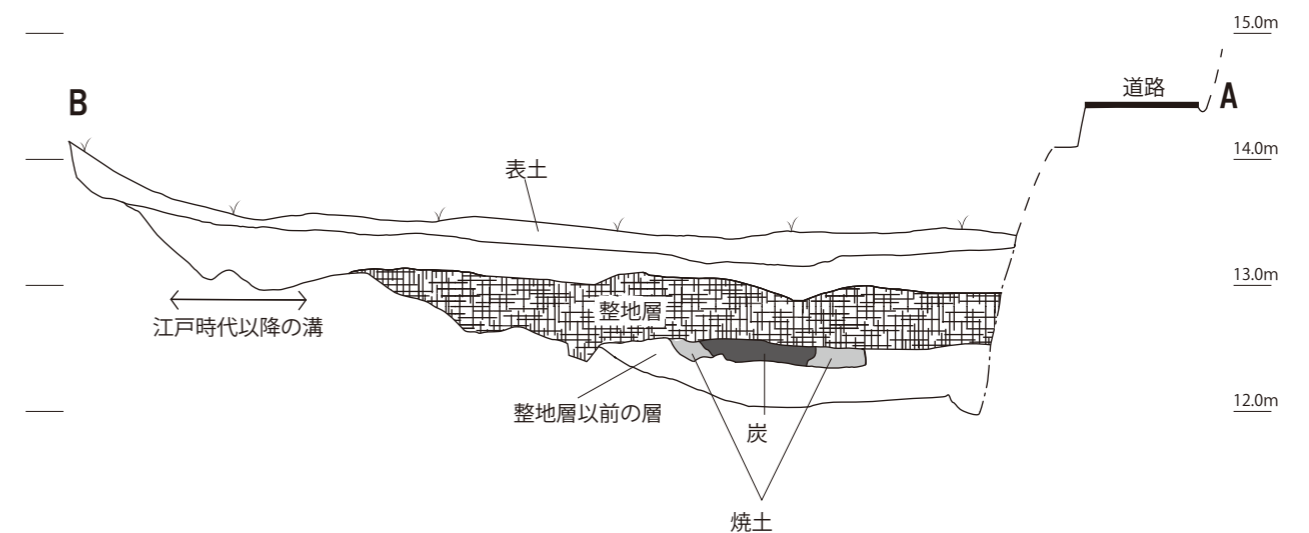 15.0m
道路
B
A
14.0m
表土
13.0m
整地層
江戸時代以降の溝
12.0m
整地層以前の層
炭
焼土